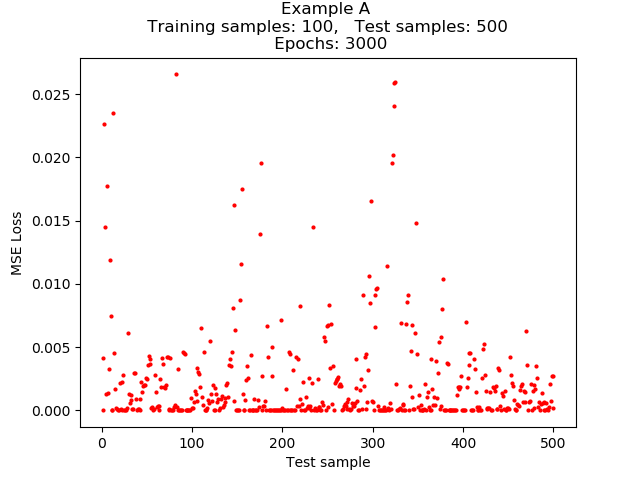 Example A
Training samples: 100,   Test samples: 500
Epochs: 3000
0.025
0.020
0.015
0.010
0.005
0.000
MSE Loss
0 100 200 300 400 500
Test sample